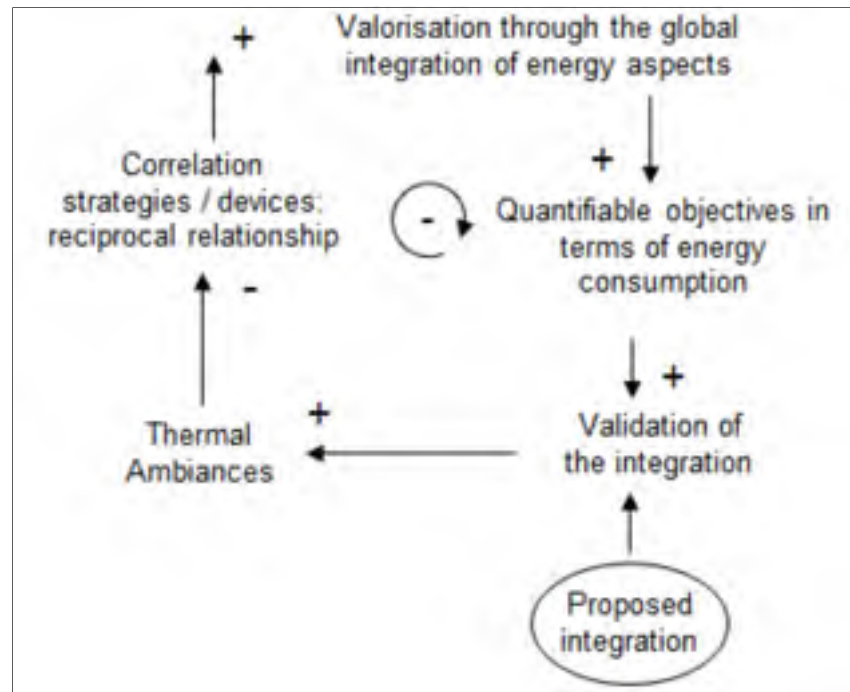 +
Valorisation through the global
integration of energy aspects
Correlation
strategies / devices:
reciprocal relationship
-
+
Quantifiable objectives in
terms of energy
consumption
-
+
+
Thermal
Ambiances
Validation of
the integration
Proposed
integration